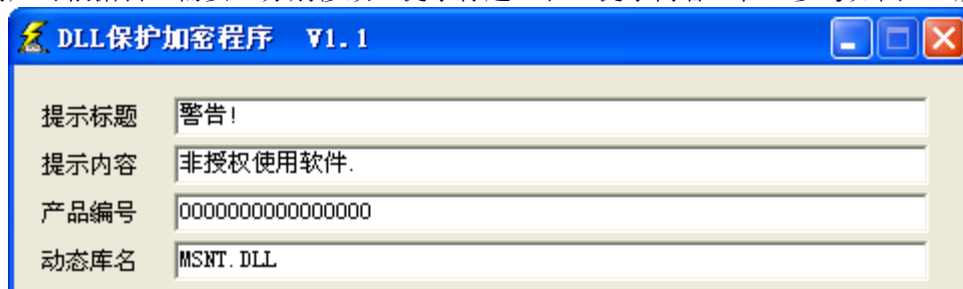 DLL保护加密程序 V1.1
提示标题 警告!
提示内容 非授权使用软件.
产品编号 0000000000000000
动态库名 MSNT.DLL